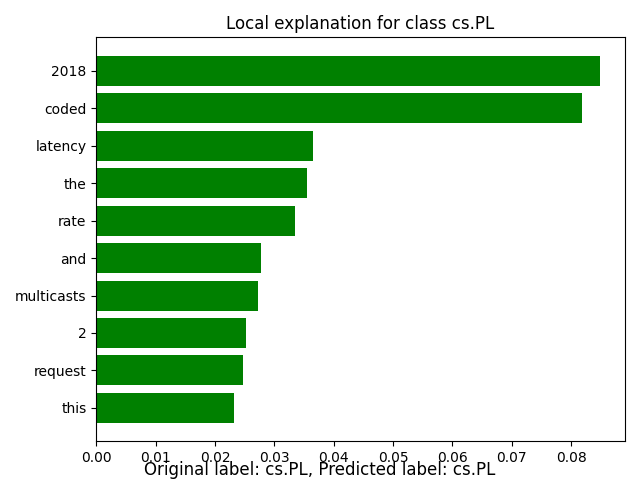 Local explanation for class cs.PL
2018
coded
latency
the
rate
and
multicasts
2
request
this
0.00 0.01 0.02 0.03 0.04 0.05 0.06 0.07 0.08
Original label: cs.PL, Predicted label: cs.PL